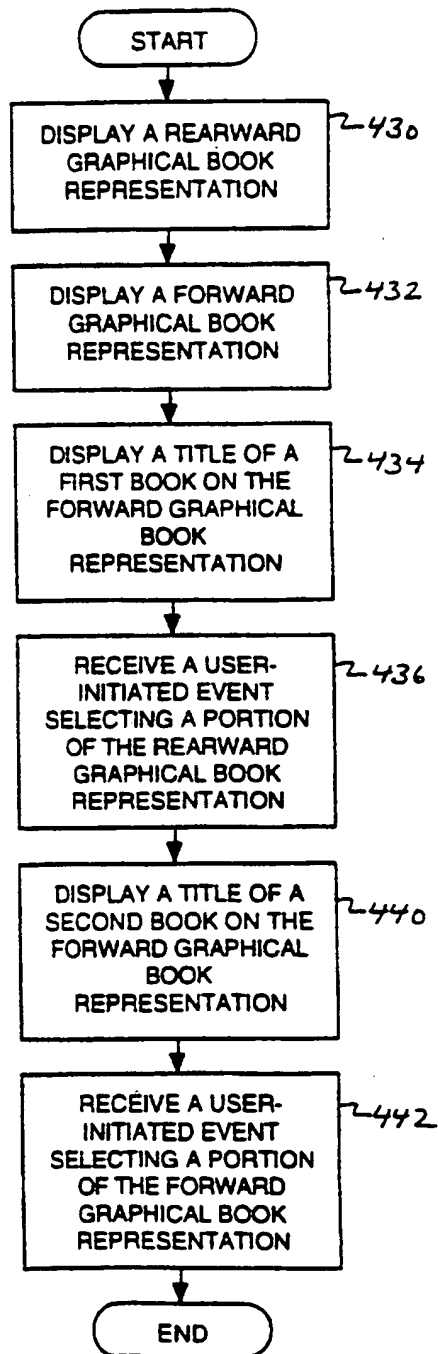 START
DISPLAY A REARWARD
GRAPHICAL BOOK
REPRESENTATION
430
DISPLAY A FORWARD
GRAPHICAL BOOK
REPRESENTATION
432
DISPLAY A TITLE OF A
FIRST BOOK ON THE
FORWARD GRAPHICAL
BOOK
REPRESENTATION
434
RECEIVE A USER-
INITIATED EVENT
SELECTING A PORTION
OF THE REARWARD
GRAPHICAL BOOK
REPRESENTATION
436
DISPLAY A TITLE OF A
SECOND BOOK ON THE
FORWARD GRAPHICAL
BOOK
REPRESENTATION
440
RECEIVE A USER-
INITIATED EVENT
SELECTING A PORTION
OF THE FORWARD
GRAPHICAL BOOK
REPRESENTATION
442
END